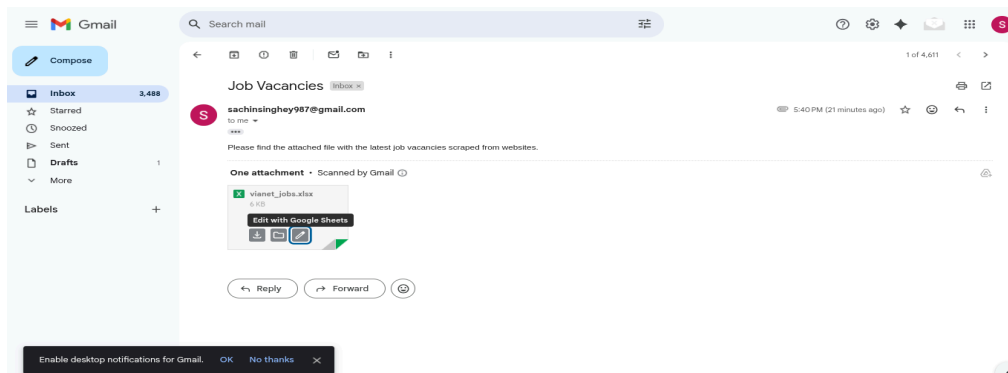 Gmail
Search mail
S
Compose
1 of 4,611
Job Vacancies Inbox ×
Inbox 3,488
S
sachinsinghey987@gmail.com
5:40 PM (21 minutes ago)
Starred
to me
Snoozed
Please find the attached file with the latest job vacancies scraped from websites.
Sent
Drafts 1
One attachment • Scanned by Gmail
More
X vianet_jobs.xlsx
6 KB
Labels
Edit with Google Sheets
Reply
Forward
Enable desktop notifications for Gmail. OK No thanks